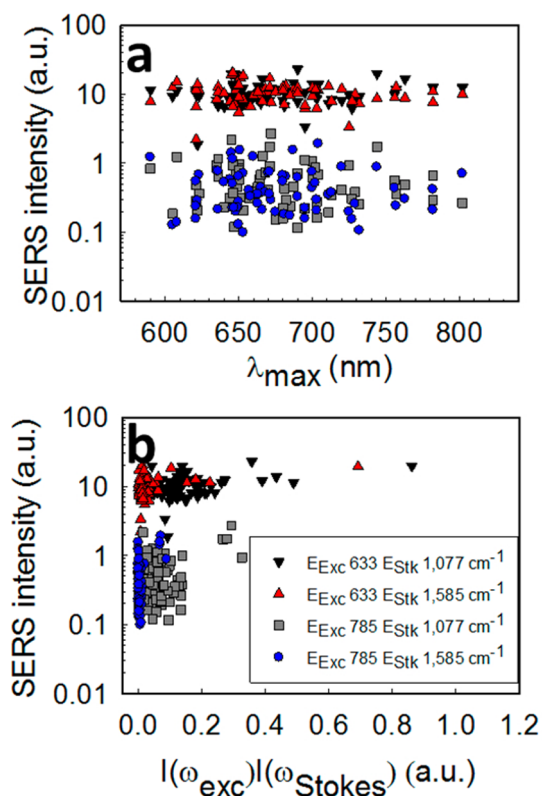 a
SERS intensity (a.u.)
100
10
1
0.1
0.01
600 650 700 750 800
λmax (nm)
b
SERS intensity (a.u.)
100
10
1
0.1
0.01
EExc 633 EStk 1,077 cm-1
EExc 633 EStk 1,585 cm-1
EExc 785 EStk 1,077 cm-1
EExc 785 EStk 1,585 cm-1
0.0 0.2 0.4 0.6 0.8 1.0 1.2
I(ωexc)I(ωStokes) (a.u.)